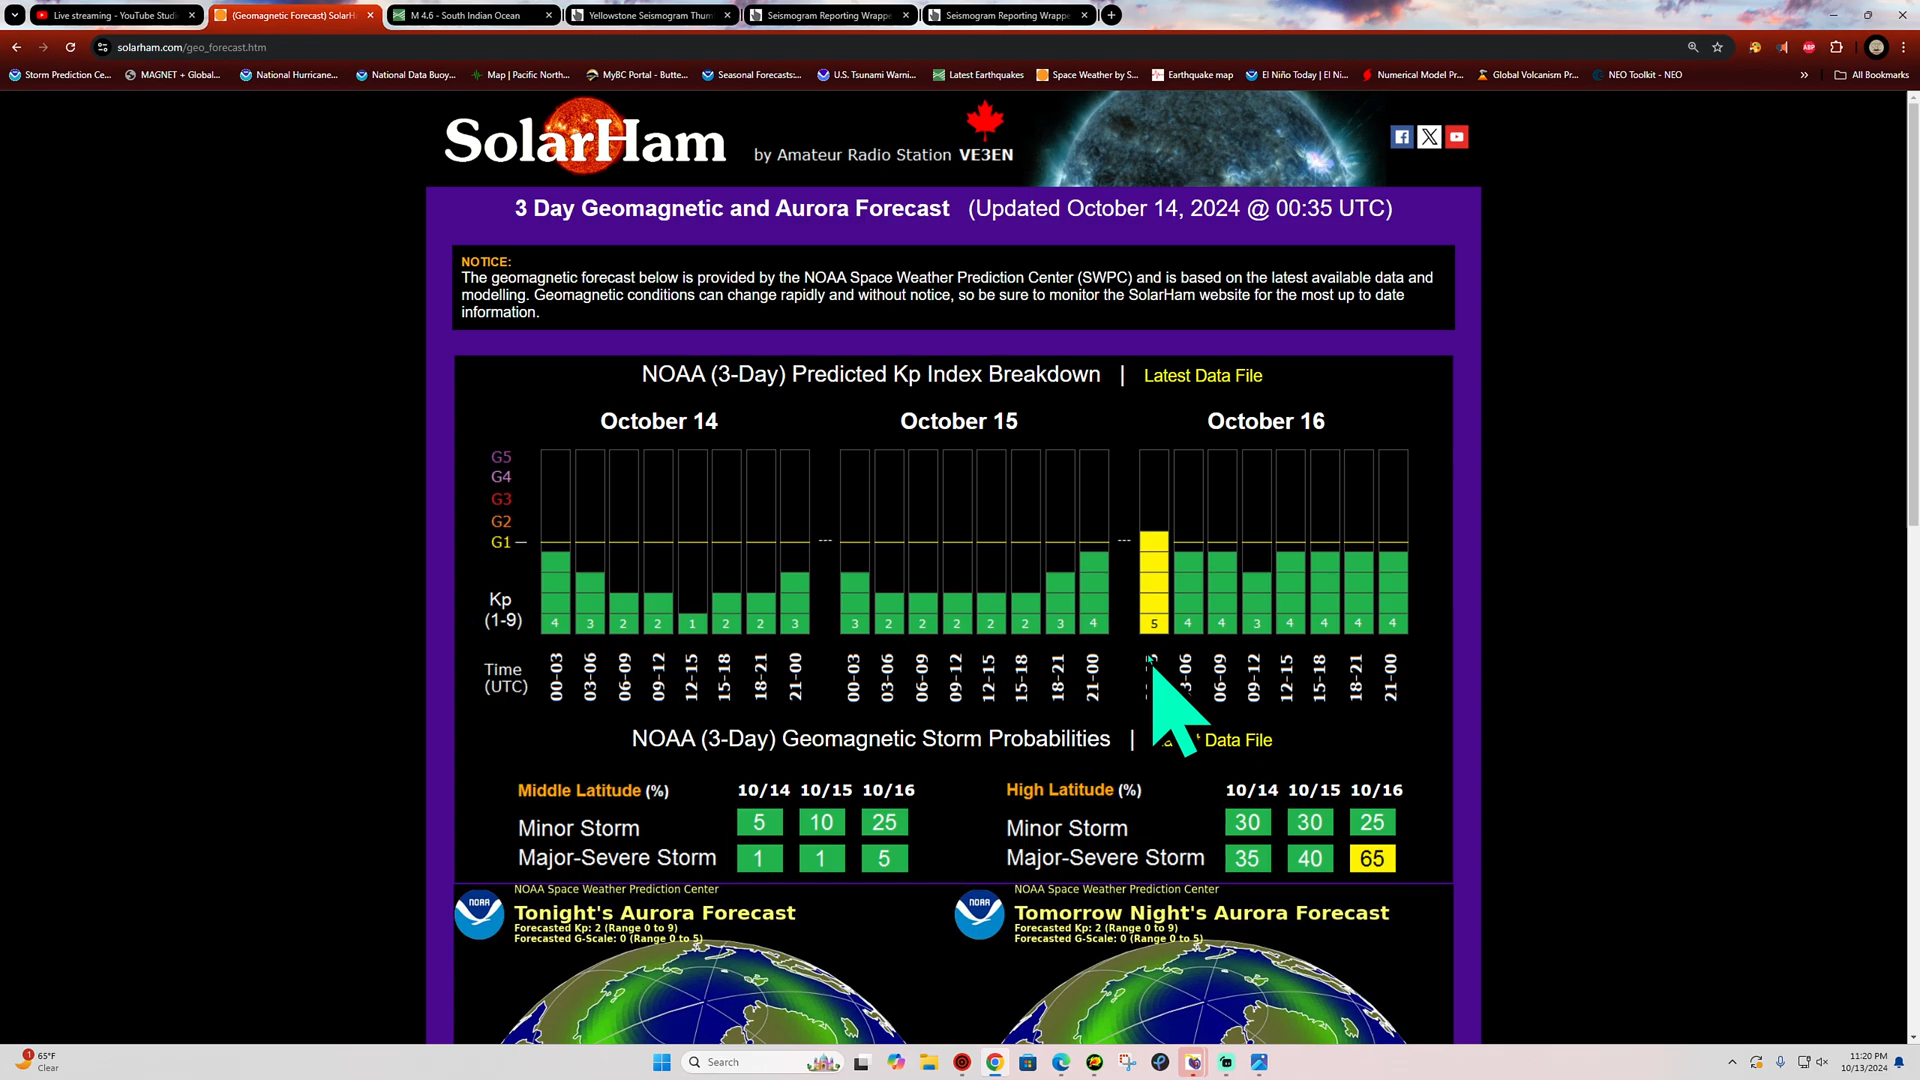 Live streaming - YouTube Studi
(Geomagnetic Forecast) SolarH
M 4.6 - South Indian Ocean
Yellowstone Seismogram Thum
Seismogram Reporting Wrappe
Seismogram Reporting Wrappe
solarham.com/geo_forecast.htm
Storm Prediction Ce...
MAGNET + Global...
National Hurricane...
National Data Buoy...
Map | Pacific North...
MyBC Portal - Butte...
Seasonal Forecasts:...
U.S. Tsunami Warni...
Latest Earthquakes
Space Weather by S...
Earthquake map
El Niño Today | El Ni...
Numerical Model Pr...
Global Volcanism Pr...
NEO Toolkit - NEO
All Bookmarks
SolarHam
by Amateur Radio Station VE3EN
3 Day Geomagnetic and Aurora Forecast (Updated October 14, 2024 @ 00:35 UTC)
NOTICE:
The geomagnetic forecast below is provided by the NOAA Space Weather Prediction Center (SWPC) and is based on the latest available data and
modelling. Geomagnetic conditions can change rapidly and without notice, so be sure to monitor the SolarHam website for the most up to date
information.
NOAA (3-Day) Predicted Kp Index Breakdown | Latest Data File
October 14 October 15 October 16
G5
G4
G3
G2
G1
Kp
(1-9)
4 3 2 2 1 2 2 3 3 2 2 2 2 2 3 4 5 4 4 3 4 4 4 4
Time
(UTC)
00-03 03-06 06-09 09-12 12-15 15-18 18-21 21-00 00-03 03-06 06-09 09-12 12-15 15-18 18-21 21-00 06-09 09-12 12-15 15-18 18-21 21-00
NOAA (3-Day) Geomagnetic Storm Probabilities | Data File
Middle Latitude (%) 10/14 10/15 10/16
Minor Storm 5 10 25
Major-Severe Storm 1 1 5
High Latitude (%) 10/14 10/15 10/16
Minor Storm 30 30 25
Major-Severe Storm 35 40 65
NOAA
NOAA Space Weather Prediction Center
Tonight's Aurora Forecast
Forecasted Kp: 2 (Range 0 to 9)
Forecasted G-Scale: 0 (Range 0 to 5)
NOAA
NOAA Space Weather Prediction Center
Tomorrow Night's Aurora Forecast
Forecasted Kp: 2 (Range 0 to 9)
Forecasted G-Scale: 0 (Range 0 to 5)
1
65°F
Clear
Search
11:20 PM
10/13/2024